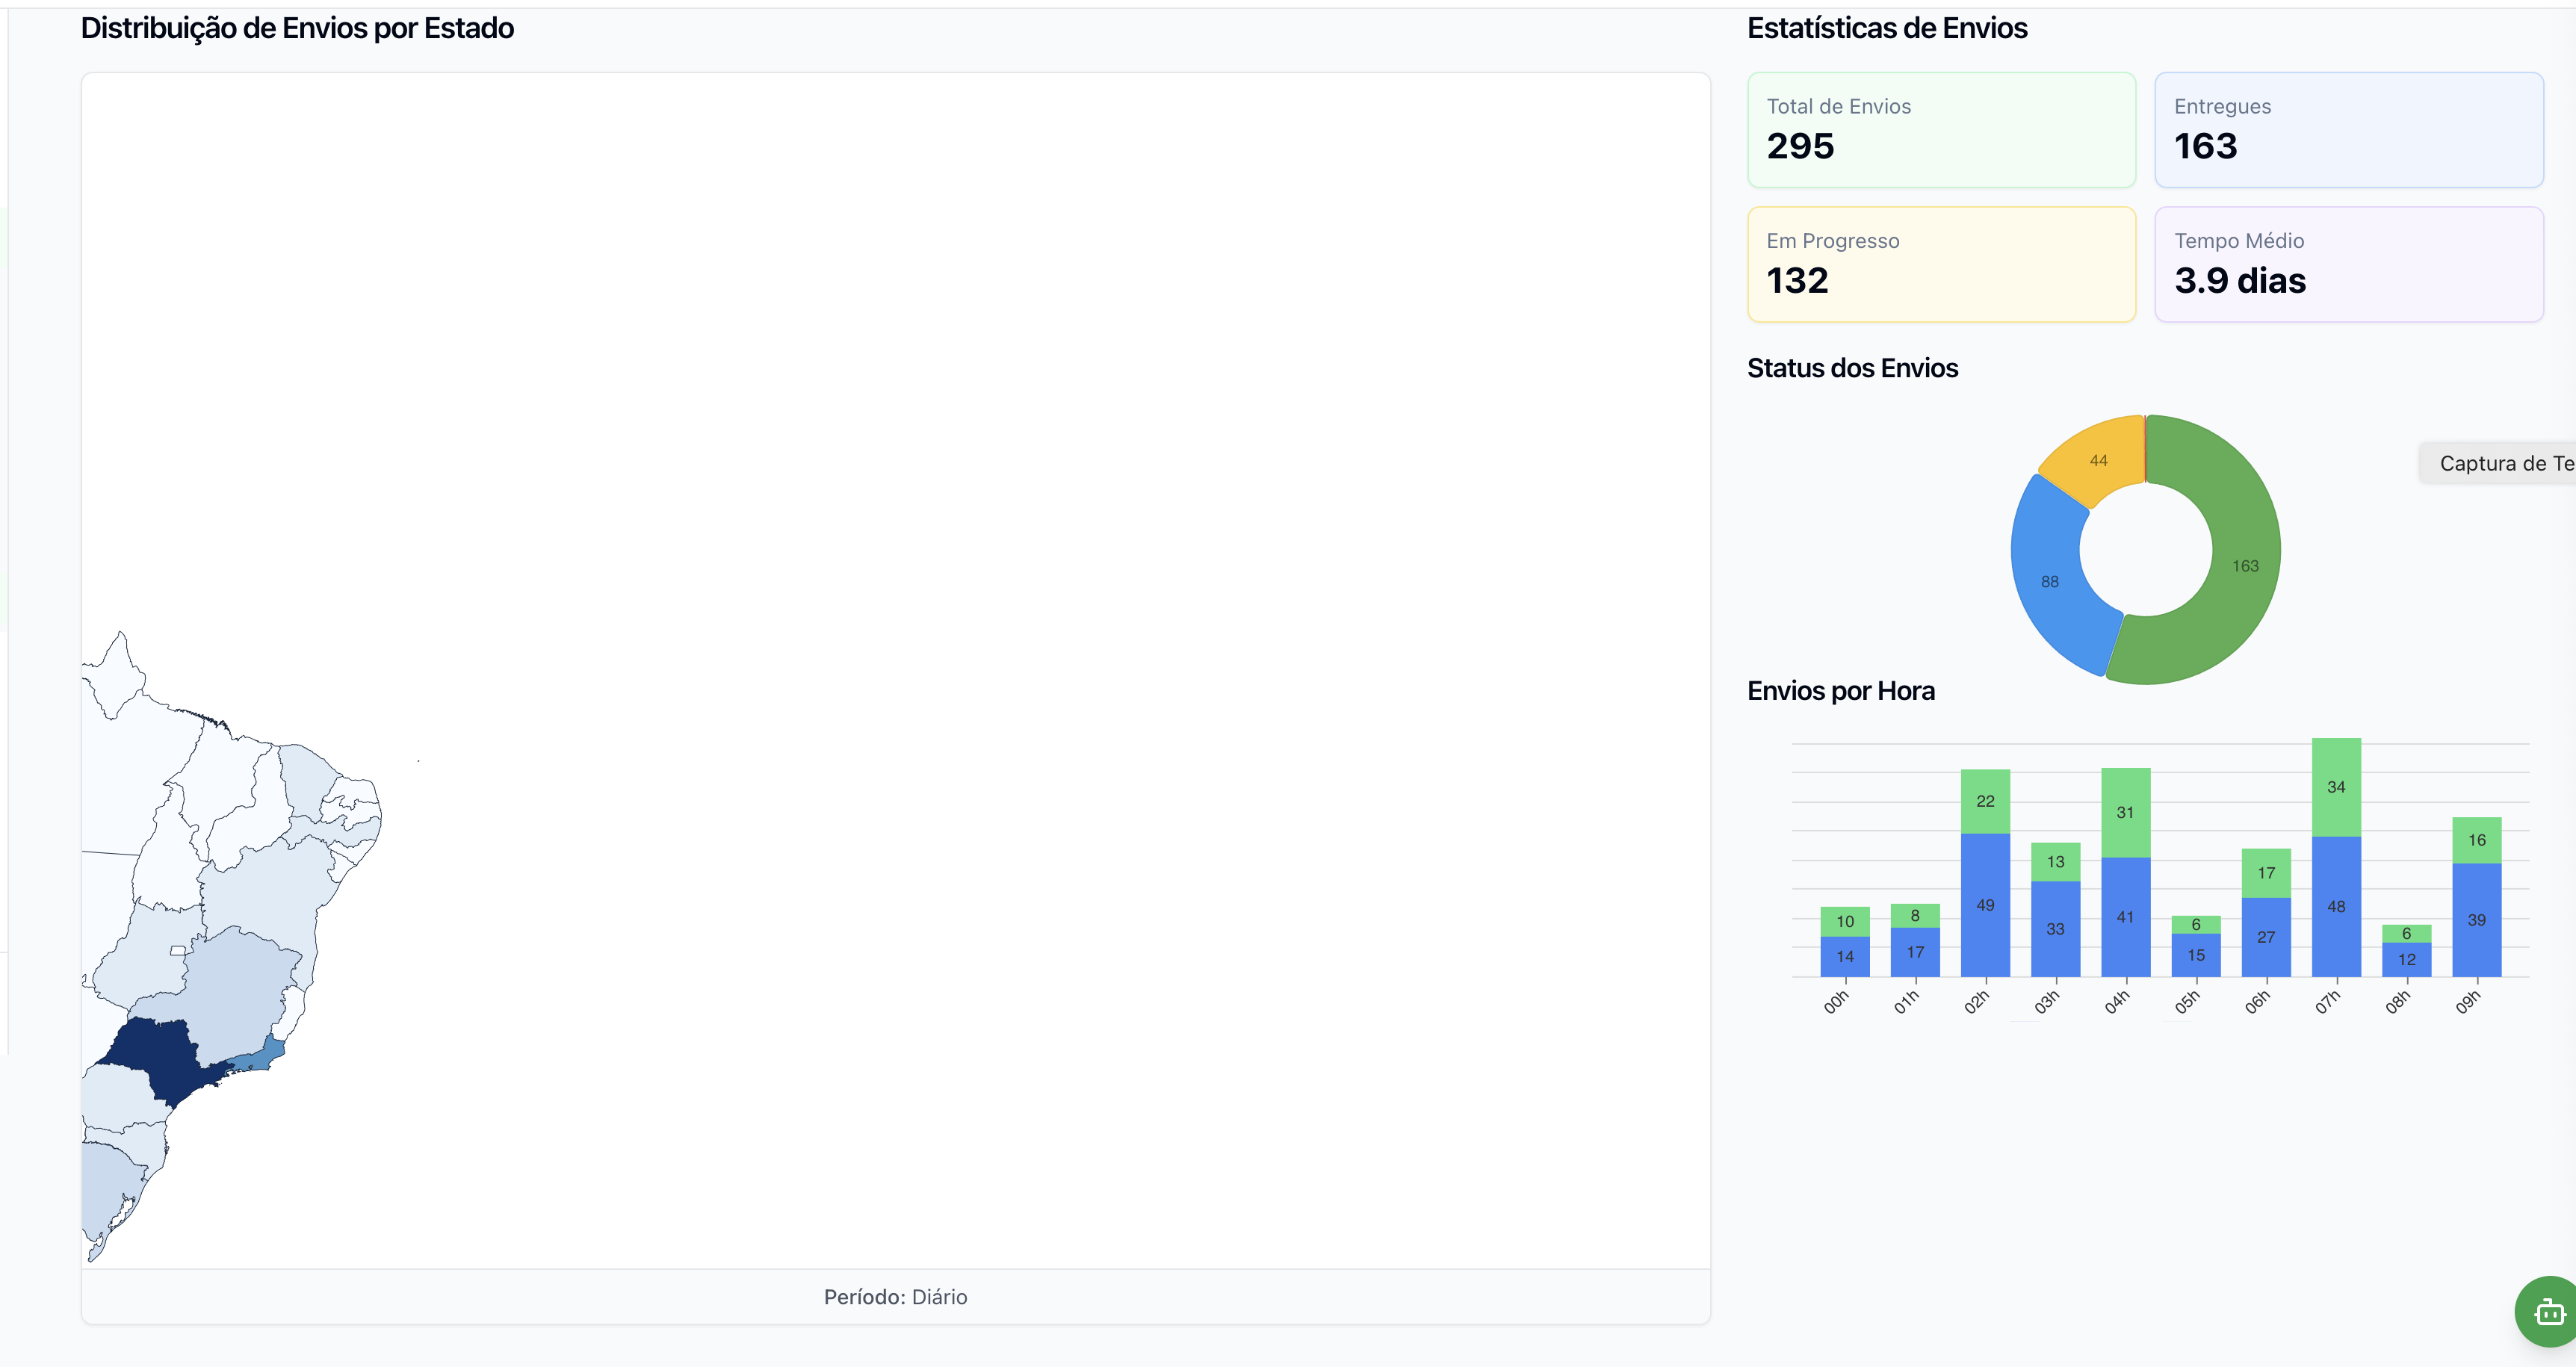 Distribuição de Envios por Estado
Período: Diário
Estatísticas de Envios
Total de Envios
295
Entregues
163
Em Progresso
132
Tempo Médio
3.9 dias
Status dos Envios
44
88
163
Captura de Te
Envios por Hora
10 8 22 13 31 6 17 34 6 16
14 17 49 33 41 15 27 48 12 39
00h 01h 02h 03h 04h 05h 06h 07h 08h 09h